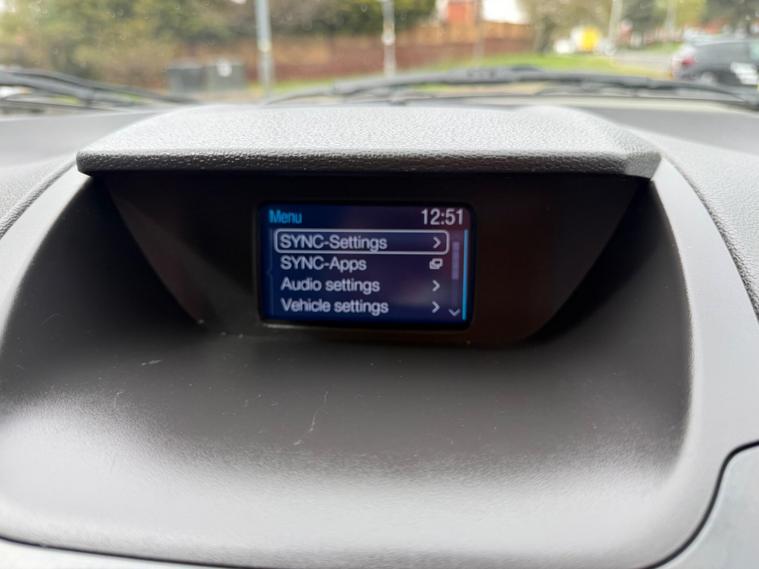 Menu 12:51
SYNC-Settings
SYNC-Apps
Audio settings
Vehicle settings